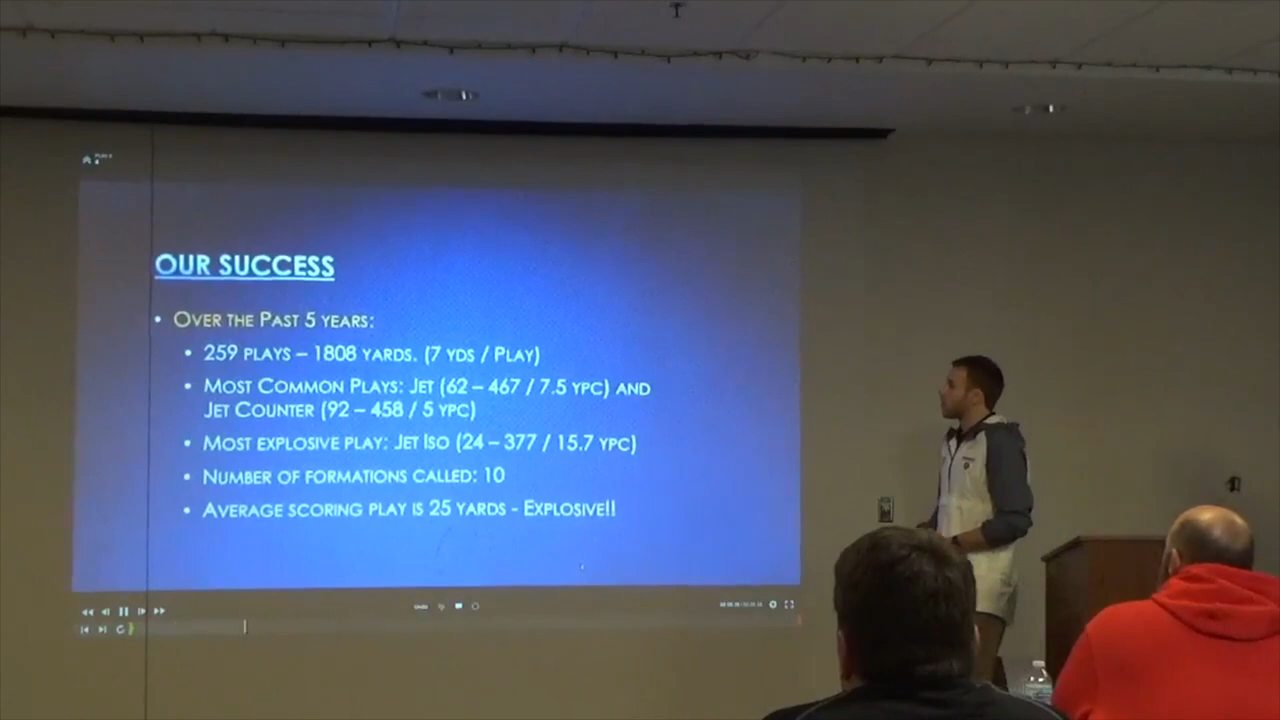 OUR SUCCESS
• OVER THE PAST 5 YEARS:
• 259 PLAYS – 1808 YARDS. (7 YDS / PLAY)
• MOST COMMON PLAYS: JET (62 – 467 / 7.5 YPC) AND
JET COUNTER (92 – 458 / 5 YPC)
• MOST EXPLOSIVE PLAY: JET ISO (24 – 377 / 15.7 YPC)
• NUMBER OF FORMATIONS CALLED: 10
• AVERAGE SCORING PLAY IS 25 YARDS - EXPLOSIVE!!